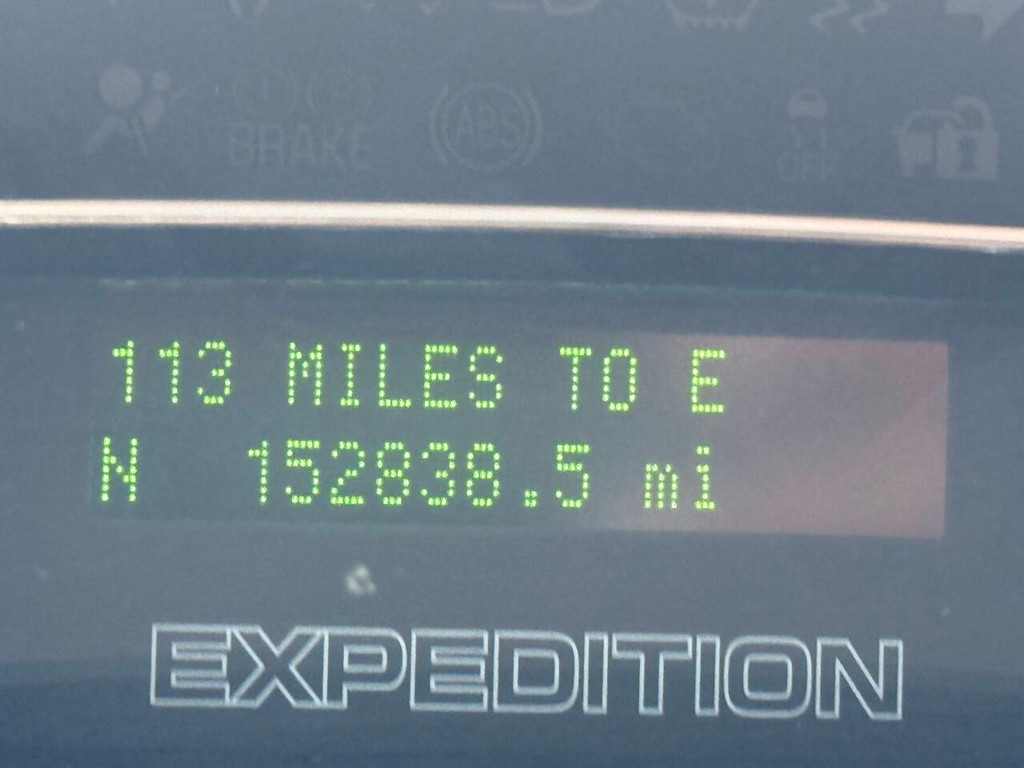 BRAKE
ABS
OFF
113 MILES TO E
N 152838.5 mi
EXPEDITION